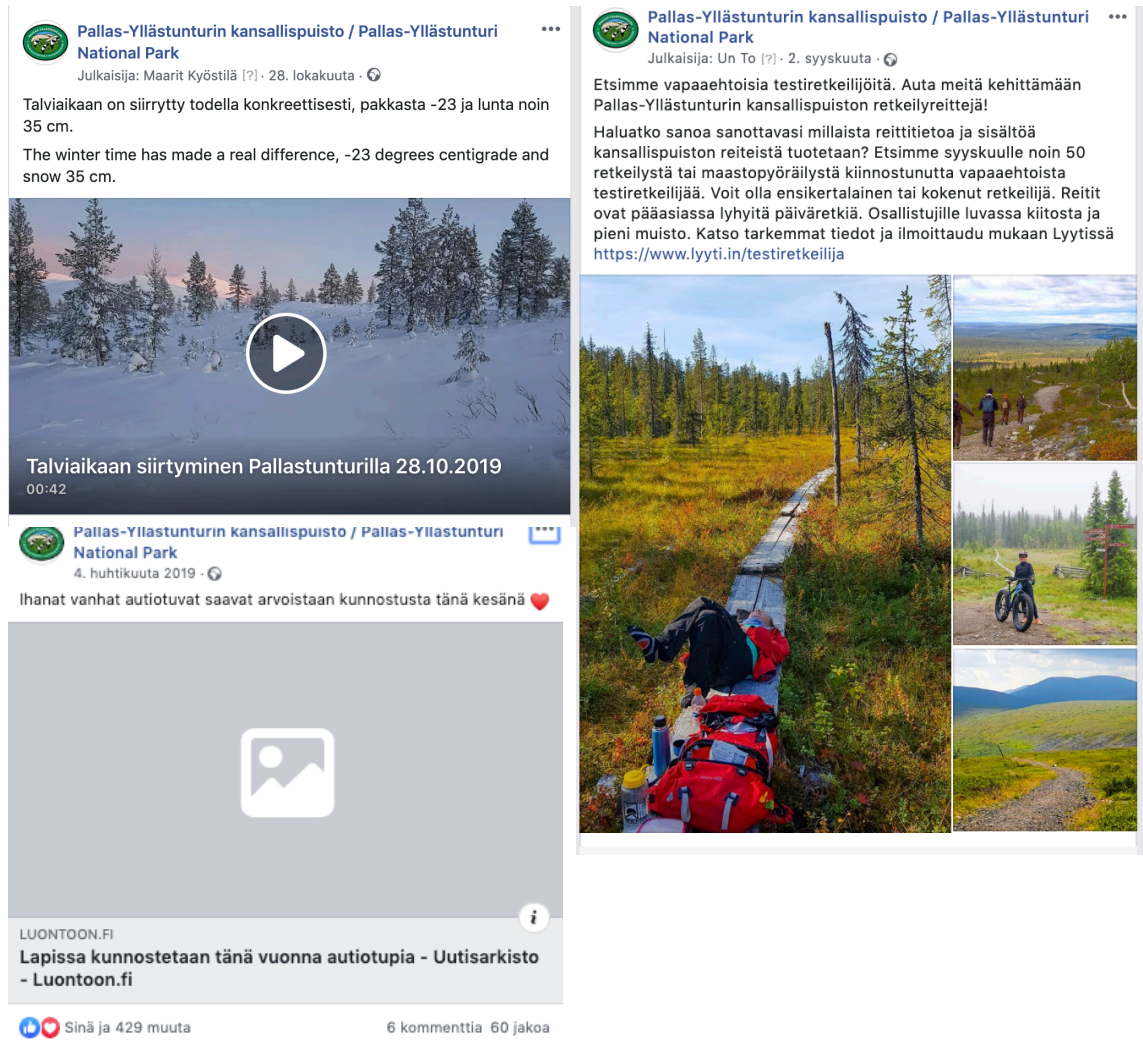 Pallas-Yllästunturin kansallispuisto / Pallas-Yllästunturi
National Park
Julkaisija: Maarit Kyöstilä [?] · 28. lokakuuta ·
Talviaikaan on siirrytty todella konkreettisesti, pakkasta -23 ja lunta noin
35 cm.
The winter time has made a real difference, -23 degrees centigrade and
snow 35 cm.
Talviaikaan siirtyminen Pallastunturilla 28.10.2019
00:42
Pallas-Yllästunturin kansallispuisto / Pallas-Yllästunturi
National Park
4. huhtikuuta 2019 ·
Ihanat vanhat autiotuvat saavat arvoistaan kunnostusta tänä kesänä ❤️
LUONTOON.FI
Lapissa kunnostetaan tänä vuonna autiotupia - Uutisarkisto
- Luontoon.fi
Sinä ja 429 muuta
6 kommenttia 60 jakoa
Pallas-Yllästunturin kansallispuisto / Pallas-Yllästunturi
National Park
Julkaisija: Un To [?] · 2. syyskuuta ·
Etsimme vapaaehtoisia testiretkeilijöitä. Auta meitä kehittämään
Pallas-Yllästunturin kansallispuiston retkeilyreittejä!
Haluatko sanoa sanottavasi millaista reittitietoa ja sisältöä
kansallispuiston reiteistä tuotetaan? Etsimme syyskuulle noin 50
retkeilystä tai maastopyöräilystä kiinnostunutta vapaaehtoista
testiretkeilijää. Voit olla ensikertalainen tai kokenut retkeilijä. Reitit
ovat pääasiassa lyhyitä päiväretkiä. Osallistujille luvassa kiitosta ja
pieni muisto. Katso tarkemmat tiedot ja ilmoittaudu mukaan Lyytissä
https://www.lyyti.in/testiretkeilija